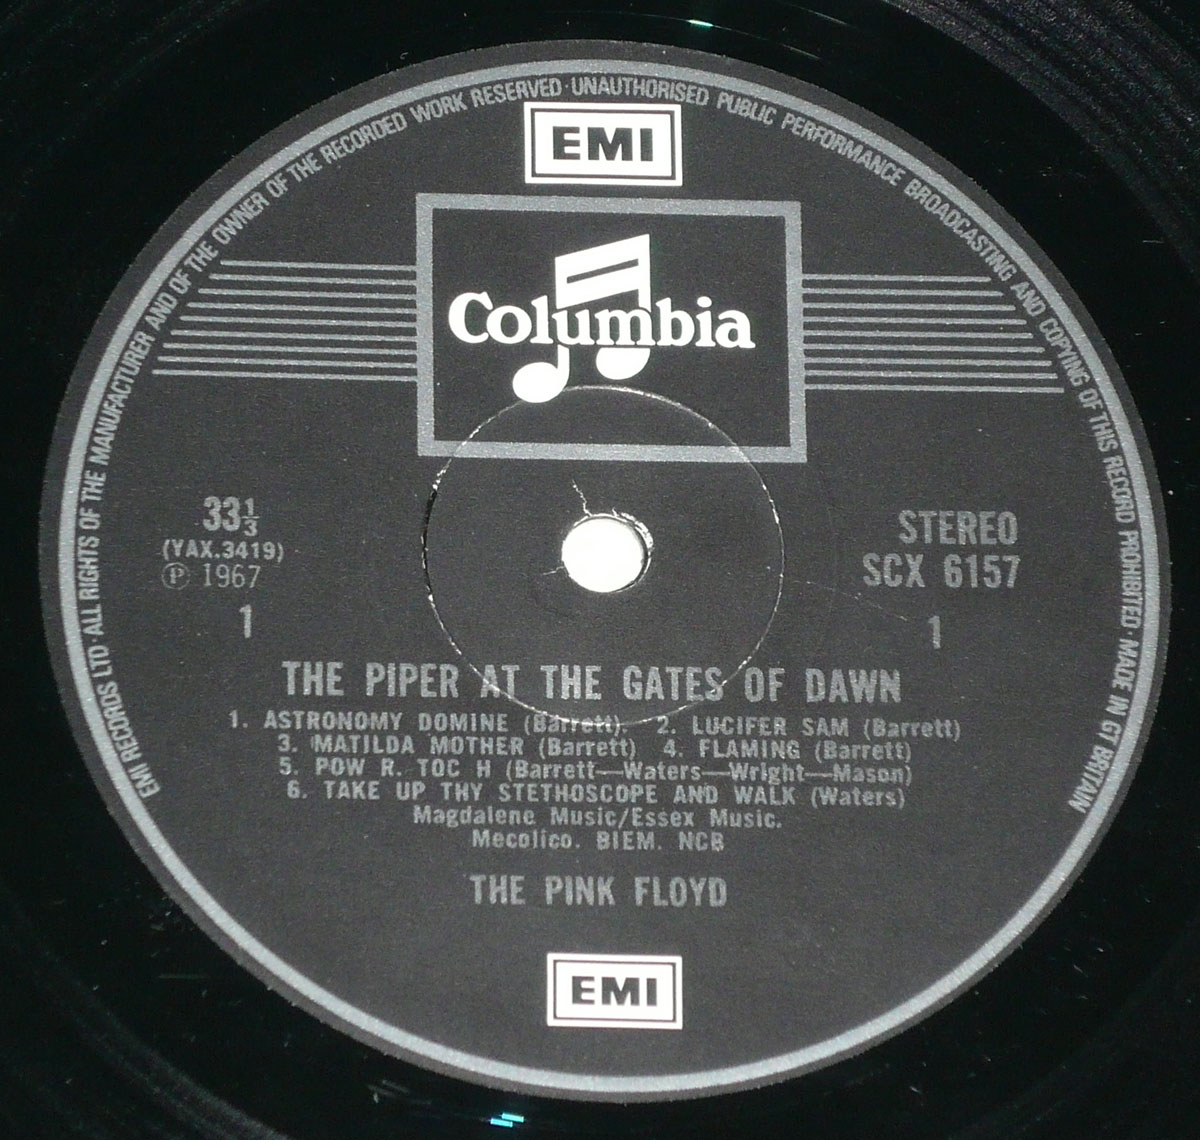 EMI RECORDS LTD · ALL RIGHTS OF THE MANUFACTURER AND OF THE OWNER OF THE RECORDED WORK RESERVED · UNAUTHORISED PUBLIC PERFORMANCE BROADCASTING AND COPYING OF THIS RECORD PROHIBITED · MADE IN GT BRITAIN
EMI
Columbia
33⅓
(YAX.3419)
Ⓟ 1967
1
STEREO
SCX 6157
1
THE PIPER AT THE GATES OF DAWN
1. ASTRONOMY DOMINE (Barrett). 2. LUCIFER SAM (Barrett)
3. MATILDA MOTHER (Barrett) 4. FLAMING (Barrett)
5. POW R. TOC H (Barrett—Waters—Wright—Mason)
6. TAKE UP THY STETHOSCOPE AND WALK (Waters)
Magdalene Music/Essex Music.
Mecolico. BIEM. NCB
THE PINK FLOYD
EMI